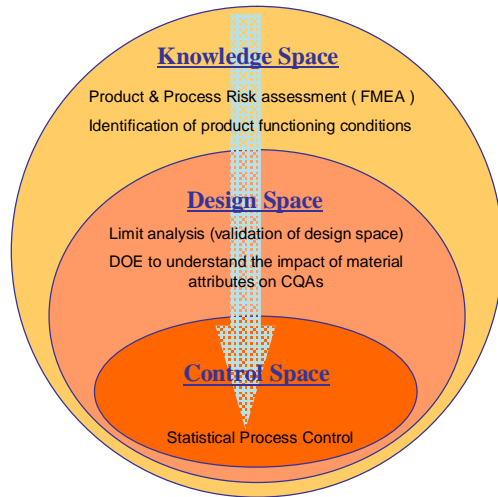 Knowledge Space
Product & Process Risk assessment ( FMEA )
Identification of product functioning conditions
Design Space
Limit analysis (validation of design space)
DOE to understand the impact of material
attributes on CQAs
Control Space
Statistical Process Control